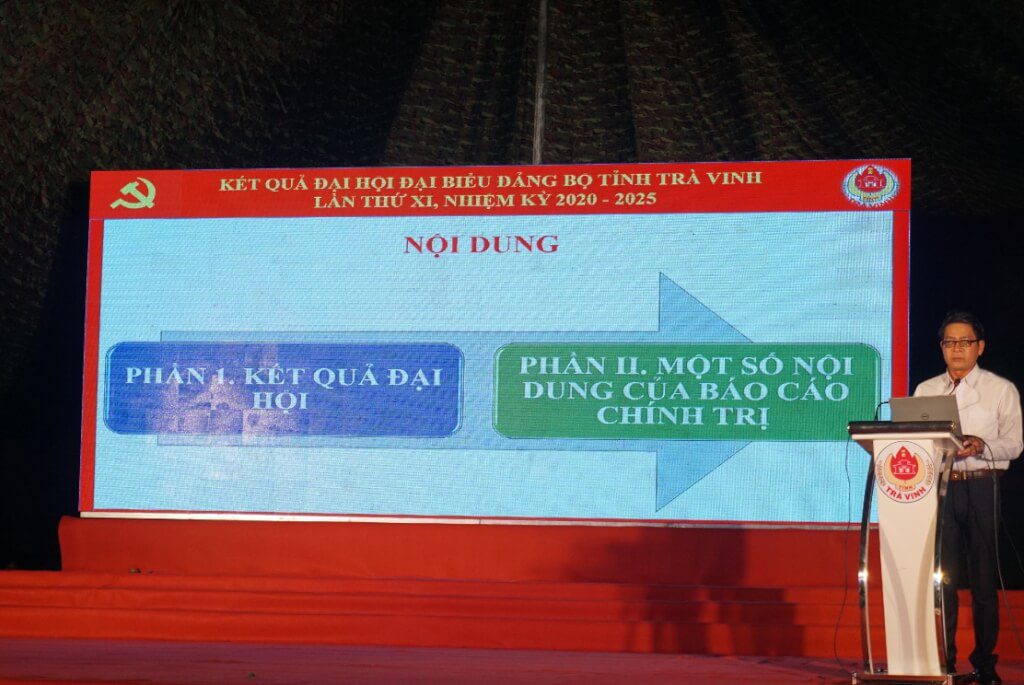 KẾT QUẢ ĐẠI HỘI ĐẠI BIỂU ĐẢNG BỘ TỈNH TRÀ VINH
LẦN THỨ XI, NHIỆM KỲ 2020 - 2025
NỘI DUNG
PHẦN 1. KẾT QUẢ ĐẠI
HỘI
PHẦN II. MỘT SỐ NỘI
DUNG CỦA BÁO CÁO
CHÍNH TRỊ
TỈNH
TRÀ VINH